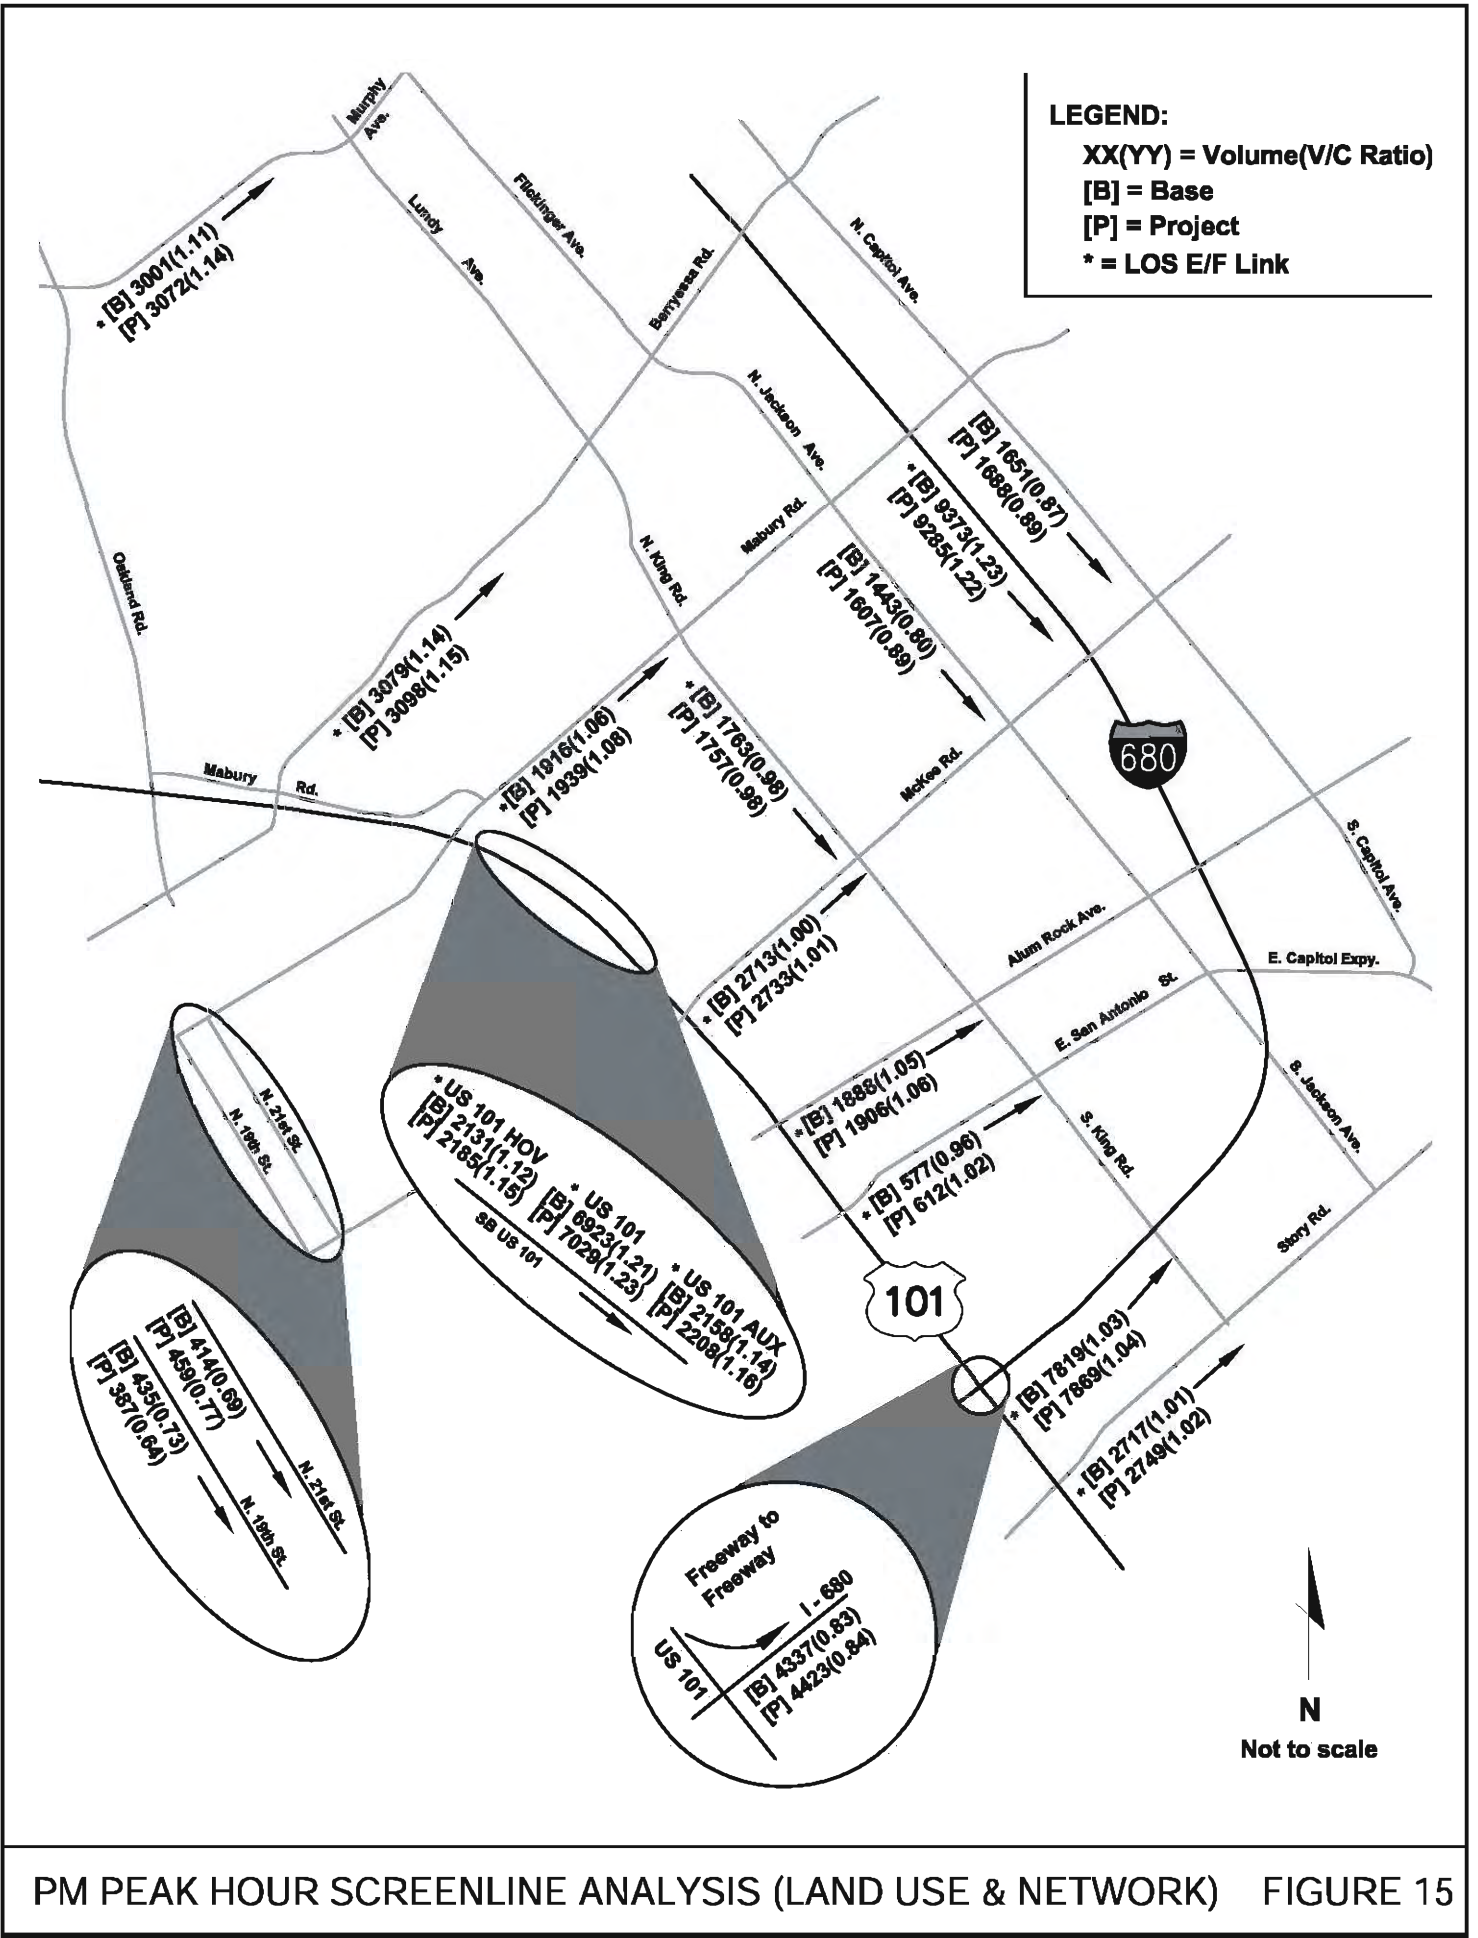 LEGEND:
XX(YY) = Volume(V/C Ratio)
[B] = Base
[P] = Project
* = LOS E/F Link
Murphy
Ave.
Lundy
Ave.
Flickinger Ave.
Berryessa Rd.
N. Capitol Ave.
* [B] 3001(1.11)
[P] 3072(1.14)
N. Jackson Ave.
[B] 1651(0.87)
[P] 1688(0.89)
* [B] 9373(1.23)
[P] 9285(1.22)
Mabury Rd.
N. King Rd.
[B] 1443(0.80)
[P] 1607(0.89)
Oakland Rd.
* [B] 3079(1.14)
[P] 3098(1.15)
* [B] 1763(0.98)
[P] 1757(0.98)
*[B] 1916(1.06)
[P] 1939(1.08)
Mabury Rd.
McKee Rd.
680
S. Capitol Ave.
* [B] 2713(1.00)
[P] 2733(1.01)
Alum Rock Ave.
E. San Antonio St.
E. Capitol Expy.
* [B] 1888(1.05)
[P] 1906(1.06)
S. Jackson Ave.
* [B] 577(0.96)
[P] 612(1.02)
S. King Rd.
Story Rd.
N. 21st St.
N. 19th St.
* US 101 HOV
[B] 2131(1.12)
[P] 2185(1.15)
* US 101
[B] 6923(1.21)
[P] 7029(1.23)
* US 101 AUX
[B] 2158(1.14)
[P] 2208(1.16)
SB US 101
101
* [B] 7819(1.03)
[P] 7869(1.04)
* [B] 2717(1.01)
[P] 2749(1.02)
[B] 414(0.69)
[P] 459(0.77)
[B] 435(0.73)
[P] 387(0.64)
N. 21st St.
N. 19th St.
Freeway to
Freeway
I - 680
US 101
[B] 4337(0.83)
[P] 4423(0.84)
N
Not to scale
PM PEAK HOUR SCREENLINE ANALYSIS (LAND USE & NETWORK) FIGURE 15